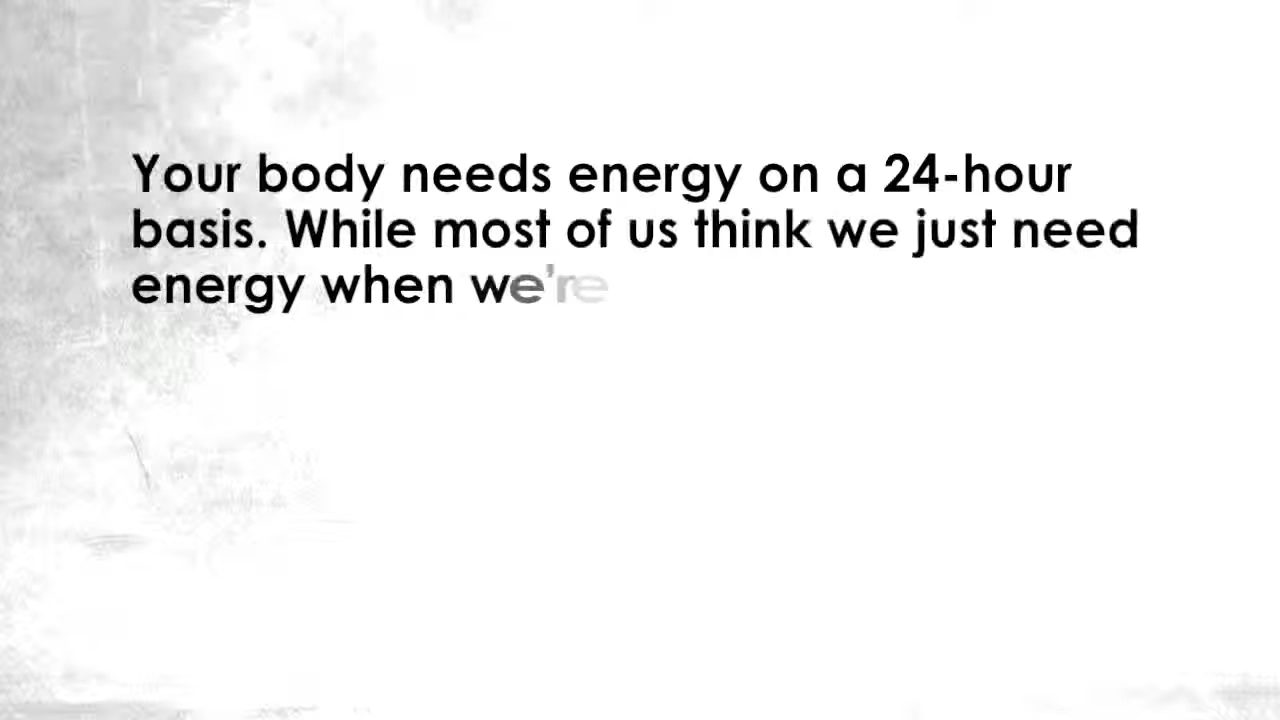 Your body needs energy on a 24-hour
basis. While most of us think we just need
energy when we're